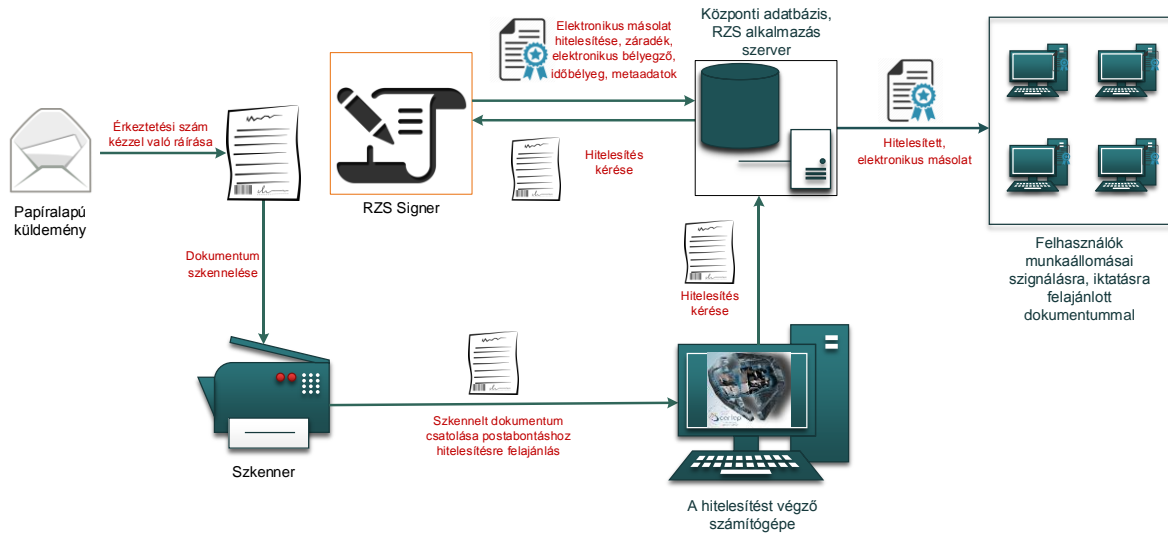 Elektronikus másolat
hitelesítése, záradék,
elektronikus bélyegző,
időbélyeg, metaadatok
Központi adatbázis,
RZS alkalmazás
szerver
Érkeztetési szám
kézzel való ráírása
Hitelesítés
kérése
Hitelesített,
elektronikus másolat
Papíralapú
küldemény
RZS Signer
Dokumentum
szkennelése
Hitelesítés
kérése
Felhasználók
munkaállomásai
szignálásra, iktatásra
felajánlott
dokumentummal
Szkennelt dokumentum
csatolása postabontáshoz
hitelesítésre felajánlás
Szkenner
A hitelesítést végző
számítógépe